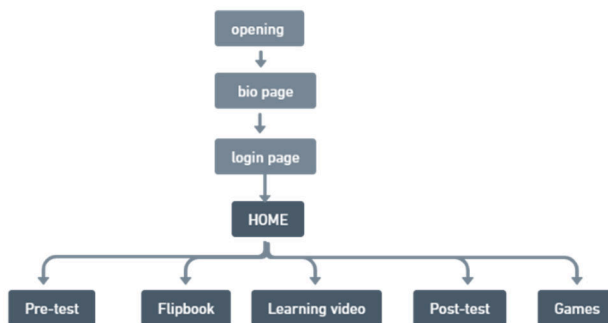 opening
bio page
login page
HOME
Pre-test
Flipbook
Learning video
Post-test
Games